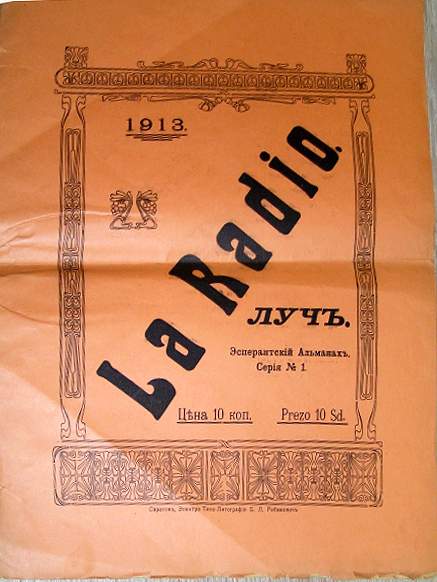 1913.
La Radio.
ЛУЧЪ.
Эсперантскій Альманахъ,
Серія № 1.
Цѣна 10 коп. Prezo 10 Sd.
Саратовъ, Электро-Типо-Литографія Б. Л. Рабиновичъ